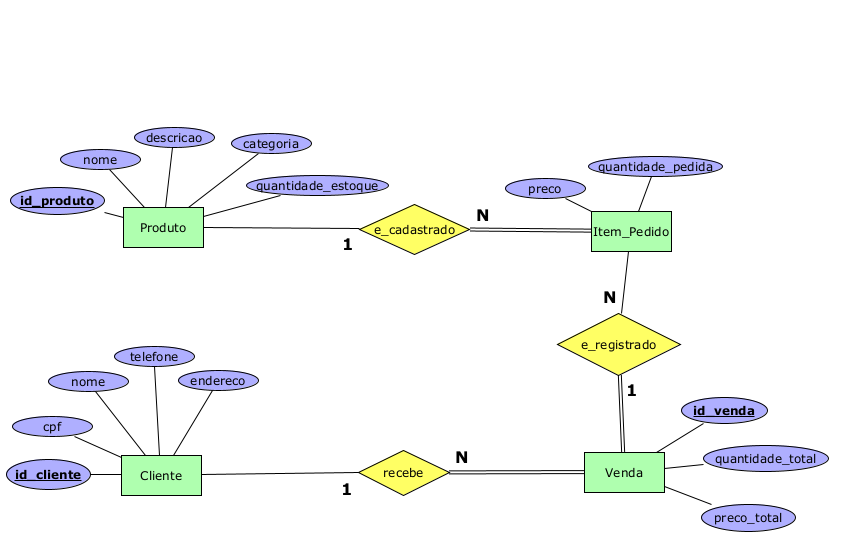 descricao
categoria
nome
quantidade_estoque
id_produto
Produto
1
e_cadastrado
N
quantidade_pedida
preco
Item_Pedido
N
e_registrado
1
telefone
nome
endereco
cpf
id_cliente
Cliente
1
recebe
N
id_venda
quantidade_total
Venda
preco_total